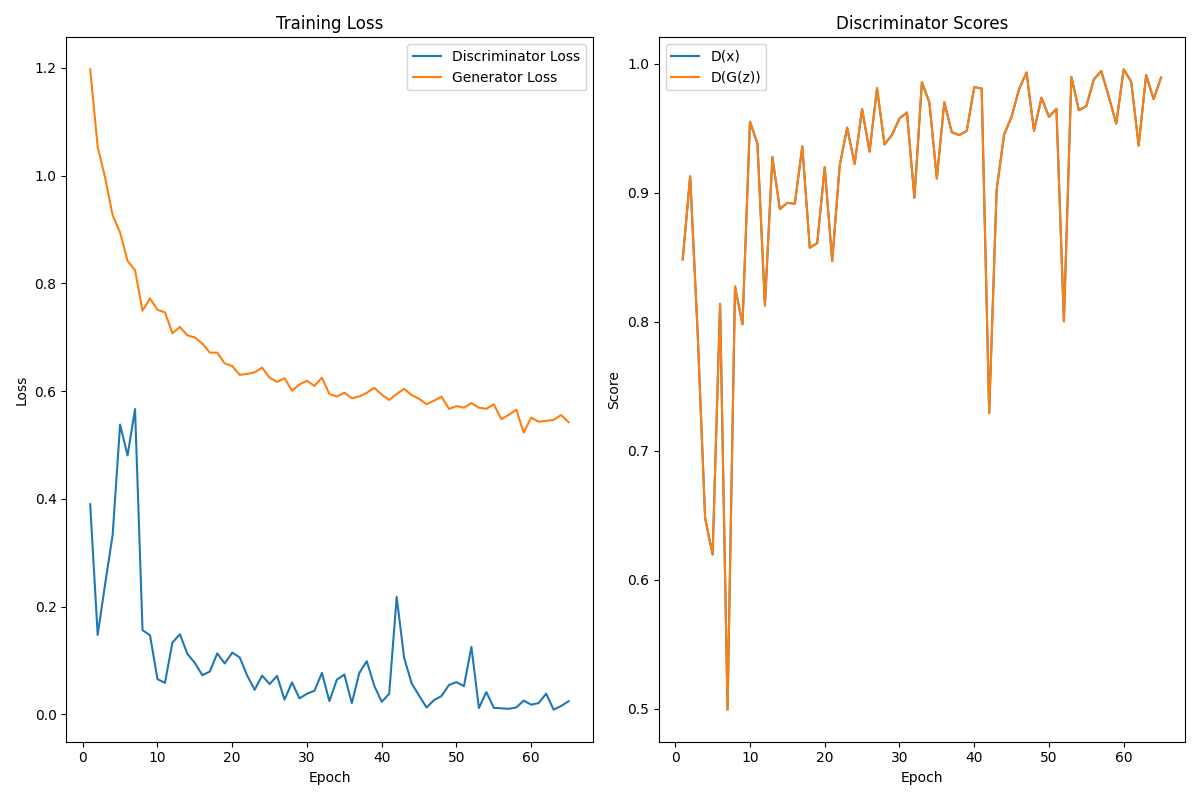 Training Loss
Discriminator Loss
Generator Loss
1.2
1.0
0.8
0.6
0.4
0.2
0.0
Loss
0 10 20 30 40 50 60
Epoch
Discriminator Scores
D(x)
D(G(z))
1.0
0.9
0.8
0.7
0.6
0.5
Score
0 10 20 30 40 50 60
Epoch